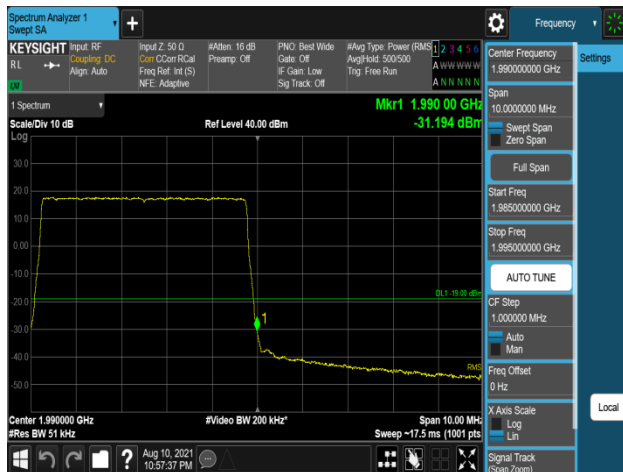 Spectrum Analyzer 1
Swept SA
Frequency
KEYSIGHT
RL
Input: RF
Coupling: DC
Align: Auto
Input Z: 50 Ω
Corr CCorr RCal
Freq Ref: Int (S)
NFE: Adaptive
#Atten: 16 dB
Preamp: Off
PNO: Best Wide
Gate: Off
IF Gain: Low
Sig Track: Off
#Avg Type: Power (RMS
Avg|Hold: 500/500
Trig: Free Run
1 2 3 4 5 6
A W W W W W
A N N N N N
1 Spectrum
Scale/Div 10 dB
Log
Ref Level 40.00 dBm
Mkr1 1.990 00 GHz
-31.194 dBm
30.0
20.0
10.0
0.00
-10.0
-20.0
-30.0
-40.0
-50.0
DL1 -19.00 dBm
1
RMS
Center 1.990000 GHz
#Res BW 51 kHz
#Video BW 200 kHz*
Span 10.00 MHz
Sweep ~17.5 ms (1001 pts)
Aug 10, 2021
10:57:37 PM
?
Center Frequency
1.990000000 GHz
Span
10.0000000 MHz
Swept Span
Zero Span
Full Span
Start Freq
1.985000000 GHz
Stop Freq
1.995000000 GHz
AUTO TUNE
CF Step
1.000000 MHz
Auto
Man
Freq Offset
0 Hz
X Axis Scale
Log
Lin
Signal Track
(Span Zoom)
Settings
Local